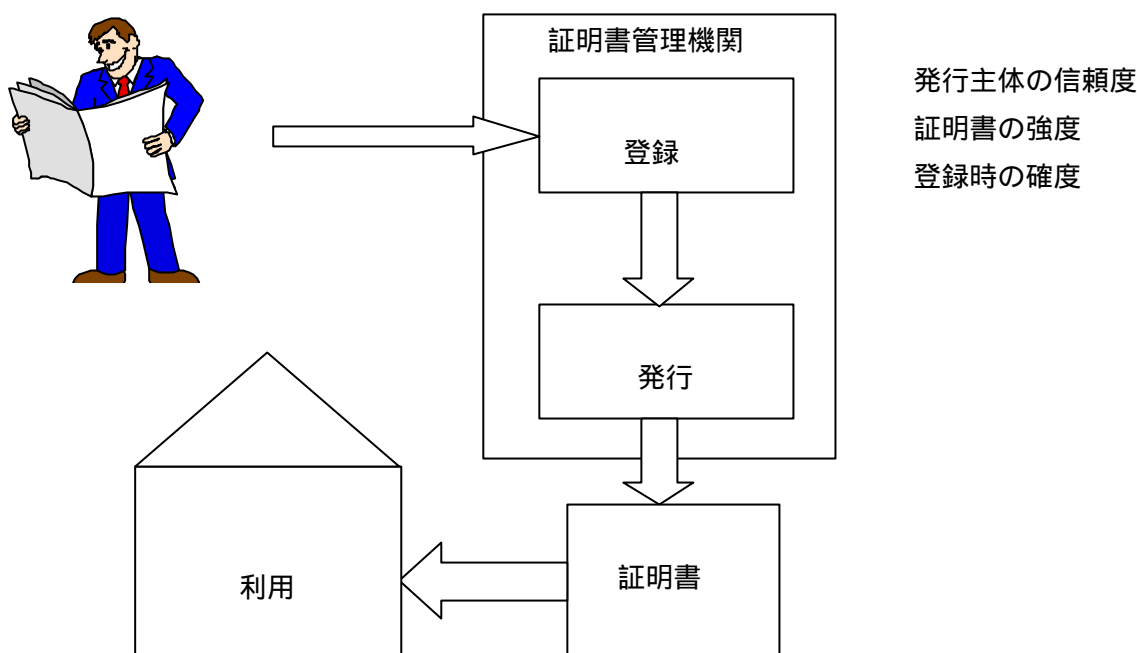 証明書管理機関
発行主体の信頼度
証明書の強度
登録時の確度
登録
発行
証明書
利用